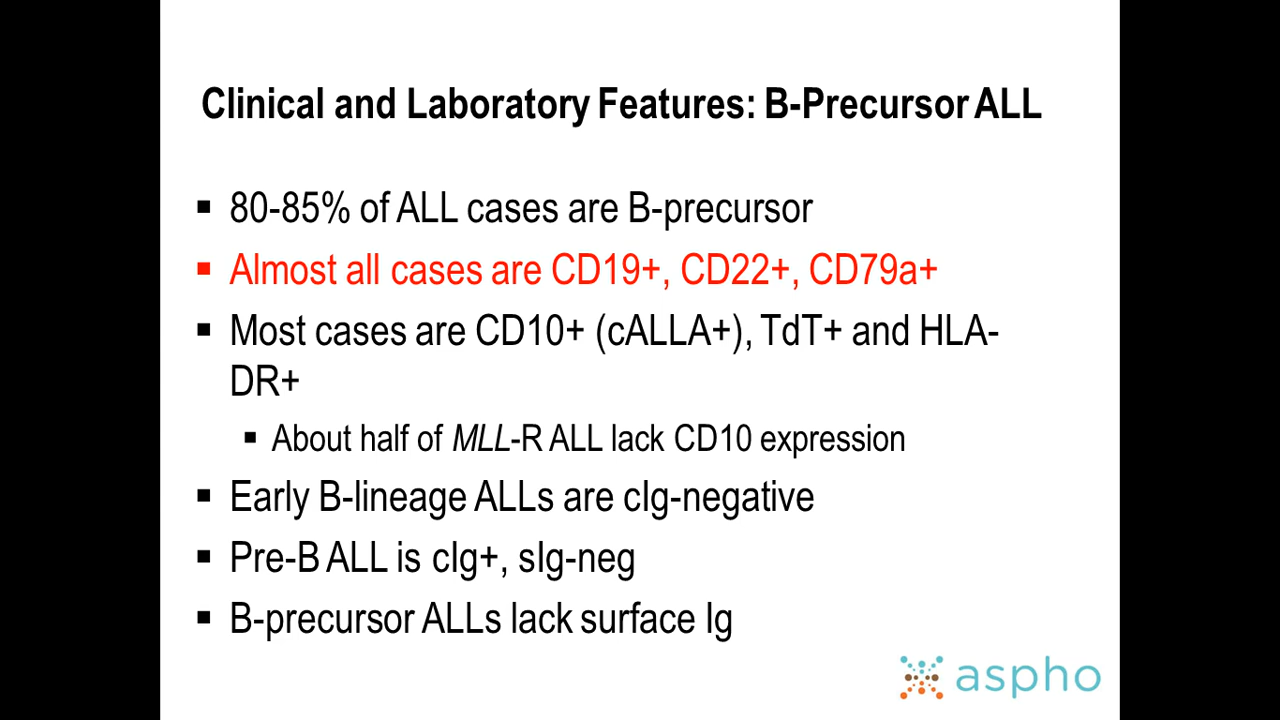 Clinical and Laboratory Features: B-Precursor ALL
▪ 80-85% of ALL cases are B-precursor
▪ Almost all cases are CD19+, CD22+, CD79a+
▪ Most cases are CD10+ (cALLA+), TdT+ and HLA-
DR+
▪ About half of MLL-R ALL lack CD10 expression
▪ Early B-lineage ALLs are cIg-negative
▪ Pre-B ALL is cIg+, sIg-neg
▪ B-precursor ALLs lack surface Ig
aspho